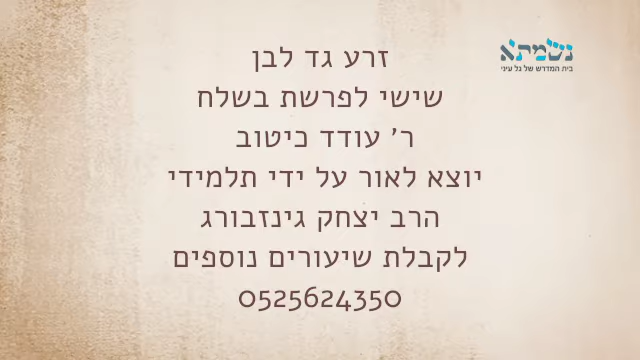 זרע גד לבן
שישי לפרשת בשלח
ר' עודד כיטוב
יוצא לאור על ידי תלמידי
הרב יצחק גינזבורג
לקבלת שיעורים נוספים
0525624350
נשמתא
בית המדרש של גל עיני